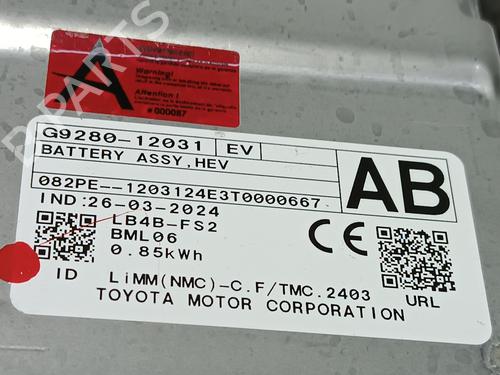 Warning!
Attention !
# 000087
B-PARTS
G9280-12031 EV
BATTERY ASSY,HEV
AB
082PE--1203124E3T0000667
IND:26-03-2024
LB4B-FS2
BML06
0.85kWh
CE
ID
LiMM(NMC)-C.F/TMC.2403
URL
TOYOTA MOTOR CORPORATION